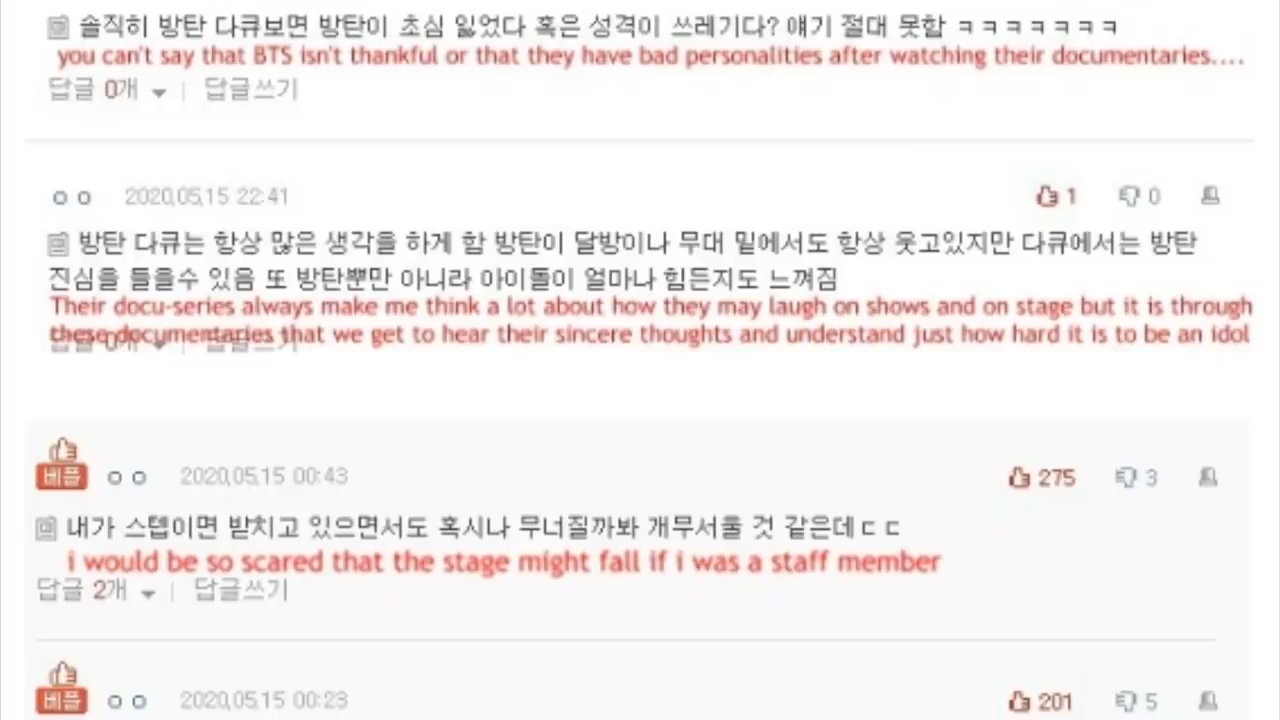 솔직히 방탄 다큐보면 방탄이 초심 잃었다 혹은 성격이 쓰레기다? 얘기 절대 못함 ㅋㅋㅋㅋㅋㅋㅋ
you can't say that BTS isn't thankful or that they have bad personalities after watching their documentaries....
답글 0개 답글쓰기
ㅇㅇ 2020.05.15 22:41 1 0
방탄 다큐는 항상 많은 생각을 하게 함 방탄이 달방이나 무대 밑에서도 항상 웃고있지만 다큐에서는 방탄
진심을 들을수 있음 또 방탄뿐만 아니라 아이돌이 얼마나 힘든지도 느껴짐
Their docu-series always make me think a lot about how they may laugh on shows and on stage but it is through
these documentaries that we get to hear their sincere thoughts and understand just how hard it is to be an idol
답글 0개 답글쓰기
베플 ㅇㅇ 2020.05.15 00:43 275 3
내가 스텝이면 받치고 있으면서도 혹시나 무너질까봐 개무서울 것 같은데ㄷㄷ
i would be so scared that the stage might fall if i was a staff member
답글 2개 답글쓰기
베플 ㅇㅇ 2020.05.15 00:23 201 5